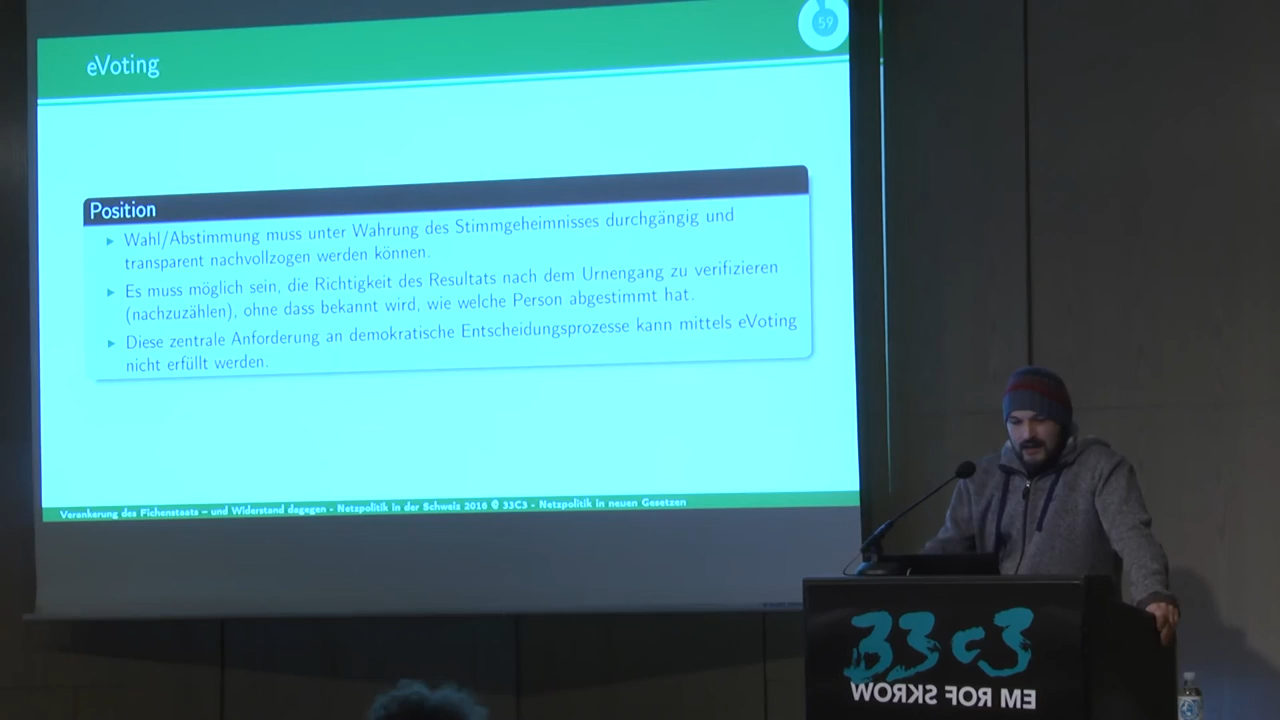 59
eVoting
Position
Wahl/Abstimmung muss unter Wahrung des Stimmgeheimnisses durchgängig und
transparent nachvollzogen werden können.
Es muss möglich sein, die Richtigkeit des Resultats nach dem Urnengang zu verifizieren
(nachzuzählen), ohne dass bekannt wird, wie welche Person abgestimmt hat.
Diese zentrale Anforderung an demokratische Entscheidungsprozesse kann mittels eVoting
nicht erfüllt werden.
Verankerung des Fichenstaats – und Widerstand dagegen - Netzpolitik in der Schweiz 2016 @ 33C3 - Netzpolitik in neuen Gesetzen
33c3
WORKS FOR ME